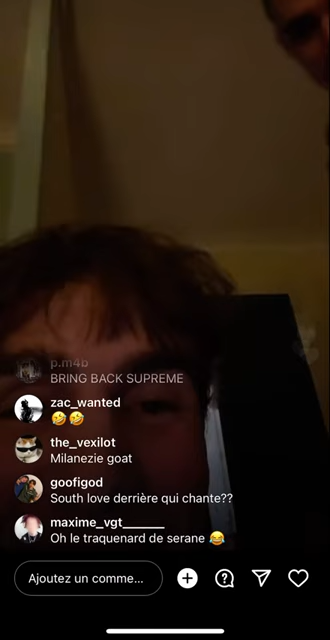 p.m4b
BRING BACK SUPREME
zac_wanted
🤣🤣
the_vexilot
Milanezie goat
goofigod
South love derrière qui chante??
maxime_vgt_______
Oh le traquenard de serane 😂
Ajoutez un comme...